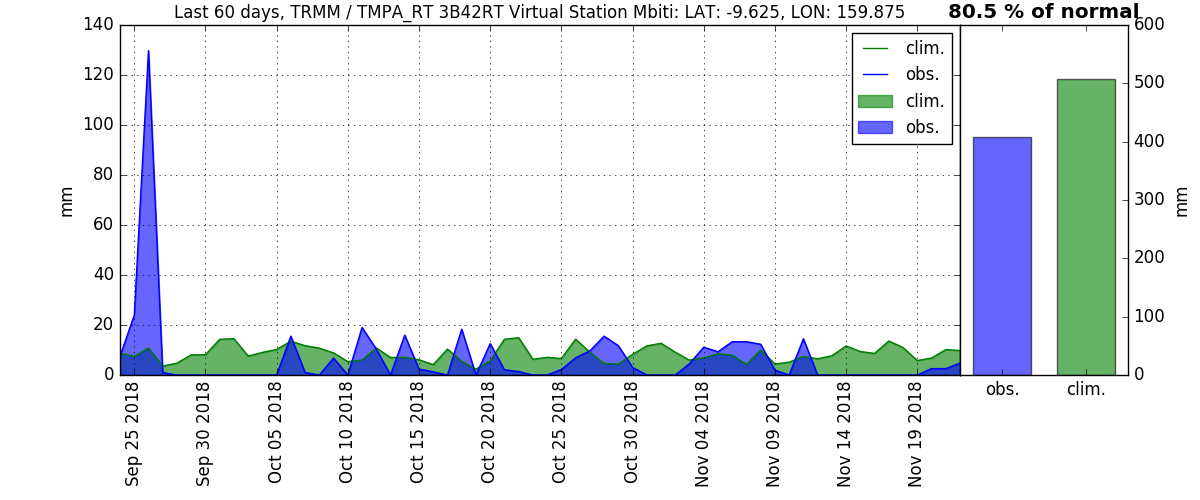 Last 60 days, TRMM / TMPA_RT 3B42RT Virtual Station Mbiti: LAT: -9.625, LON: 159.875
80.5 % of normal
mm
140
120
100
80
60
40
20
0
clim.
obs.
clim.
obs.
Sep 25 2018
Sep 30 2018
Oct 05 2018
Oct 10 2018
Oct 15 2018
Oct 20 2018
Oct 25 2018
Oct 30 2018
Nov 04 2018
Nov 09 2018
Nov 14 2018
Nov 19 2018
600
500
400
300
200
100
0
mm
obs.
clim.